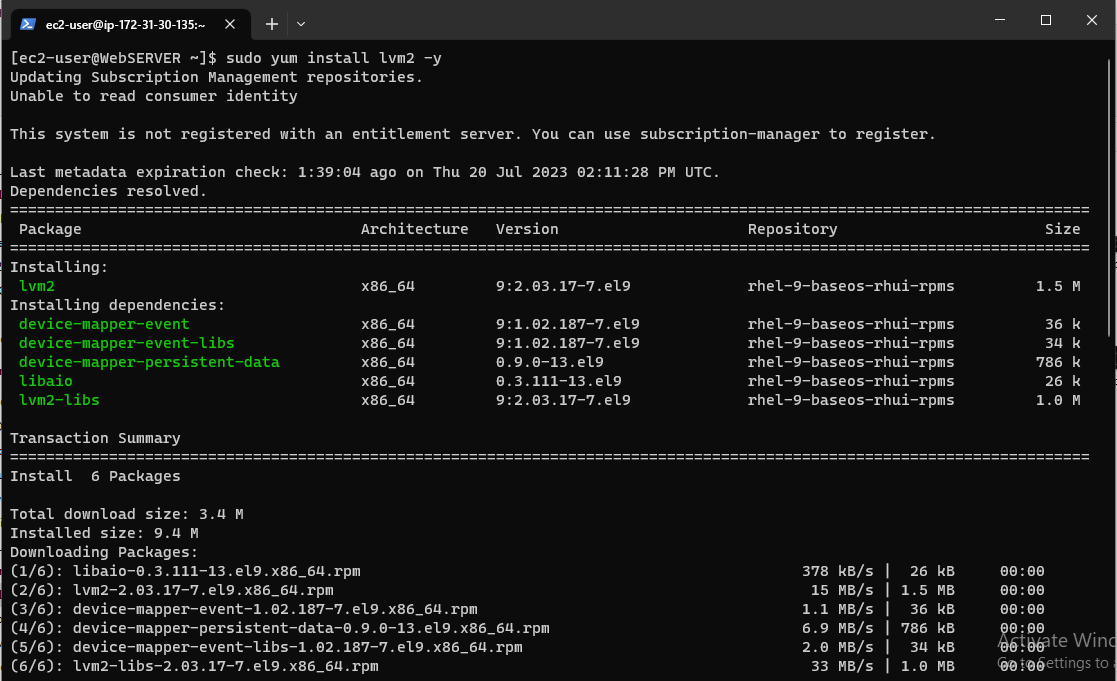 ec2-user@ip-172-31-30-135:~
[ec2-user@WebSERVER ~]$ sudo yum install lvm2 -y
Updating Subscription Management repositories.
Unable to read consumer identity
This system is not registered with an entitlement server. You can use subscription-manager to register.
Last metadata expiration check: 1:39:04 ago on Thu 20 Jul 2023 02:11:28 PM UTC.
Dependencies resolved.
========================================================================================================================
Package Architecture Version Repository Size
========================================================================================================================
Installing:
lvm2 x86_64 9:2.03.17-7.el9 rhel-9-baseos-rhui-rpms 1.5 M
Installing dependencies:
device-mapper-event x86_64 9:1.02.187-7.el9 rhel-9-baseos-rhui-rpms 36 k
device-mapper-event-libs x86_64 9:1.02.187-7.el9 rhel-9-baseos-rhui-rpms 34 k
device-mapper-persistent-data x86_64 0.9.0-13.el9 rhel-9-baseos-rhui-rpms 786 k
libaio x86_64 0.3.111-13.el9 rhel-9-baseos-rhui-rpms 26 k
lvm2-libs x86_64 9:2.03.17-7.el9 rhel-9-baseos-rhui-rpms 1.0 M
Transaction Summary
========================================================================================================================
Install 6 Packages
Total download size: 3.4 M
Installed size: 9.4 M
Downloading Packages:
(1/6): libaio-0.3.111-13.el9.x86_64.rpm 378 kB/s | 26 kB 00:00
(2/6): lvm2-2.03.17-7.el9.x86_64.rpm 15 MB/s | 1.5 MB 00:00
(3/6): device-mapper-event-1.02.187-7.el9.x86_64.rpm 1.1 MB/s | 36 kB 00:00
(4/6): device-mapper-persistent-data-0.9.0-13.el9.x86_64.rpm 6.9 MB/s | 786 kB 00:00
(5/6): device-mapper-event-libs-1.02.187-7.el9.x86_64.rpm 2.0 MB/s | 34 kB 00:00
(6/6): lvm2-libs-2.03.17-7.el9.x86_64.rpm 33 MB/s | 1.0 MB 00:00
Activate Winc
Go to Settings to a